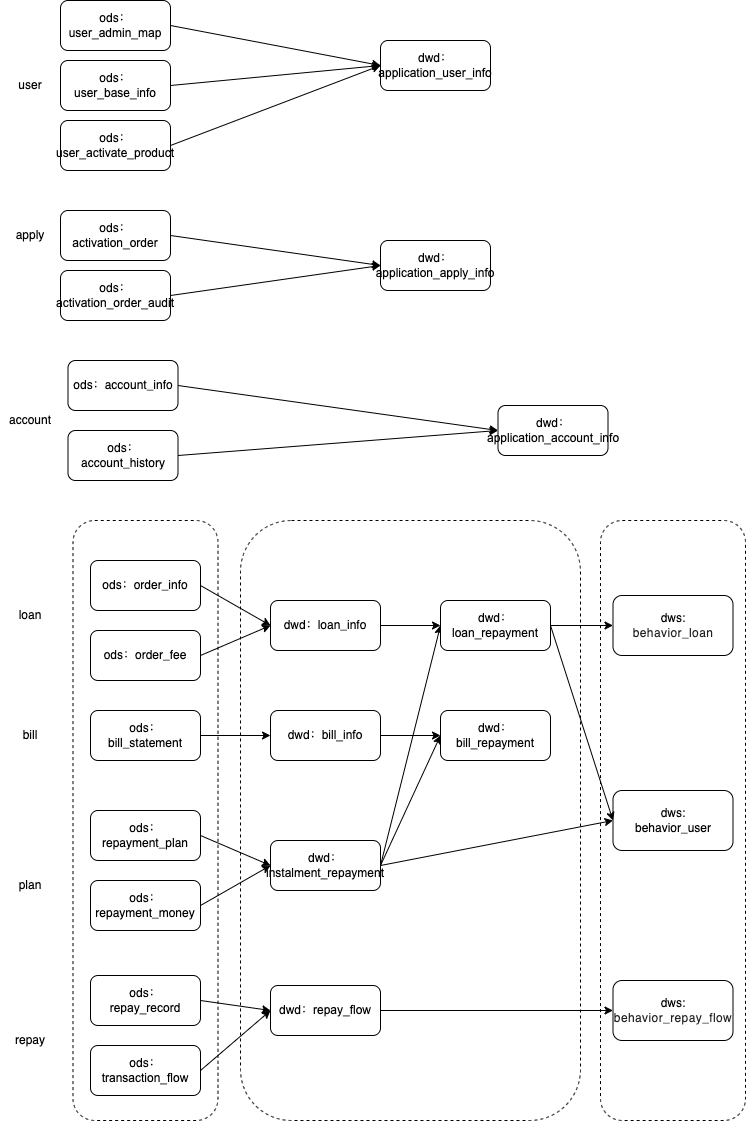 user
ods：
user_admin_map
ods：
user_base_info
ods：
user_activate_product
dwd：
application_user_info
apply
ods：
activation_order
ods：
activation_order_audit
dwd：
application_apply_info
account
ods：account_info
ods：
account_history
dwd：
application_account_info
loan
ods：order_info
ods：order_fee
dwd：loan_info
dwd：
loan_repayment
dws:
behavior_loan
bill
ods：
bill_statement
dwd：bill_info
dwd：
bill_repayment
plan
ods：
repayment_plan
ods：
repayment_money
dwd：
instalment_repayment
dws:
behavior_user
repay
ods：
repay_record
ods：
transaction_flow
dwd：repay_flow
dws:
behavior_repay_flow